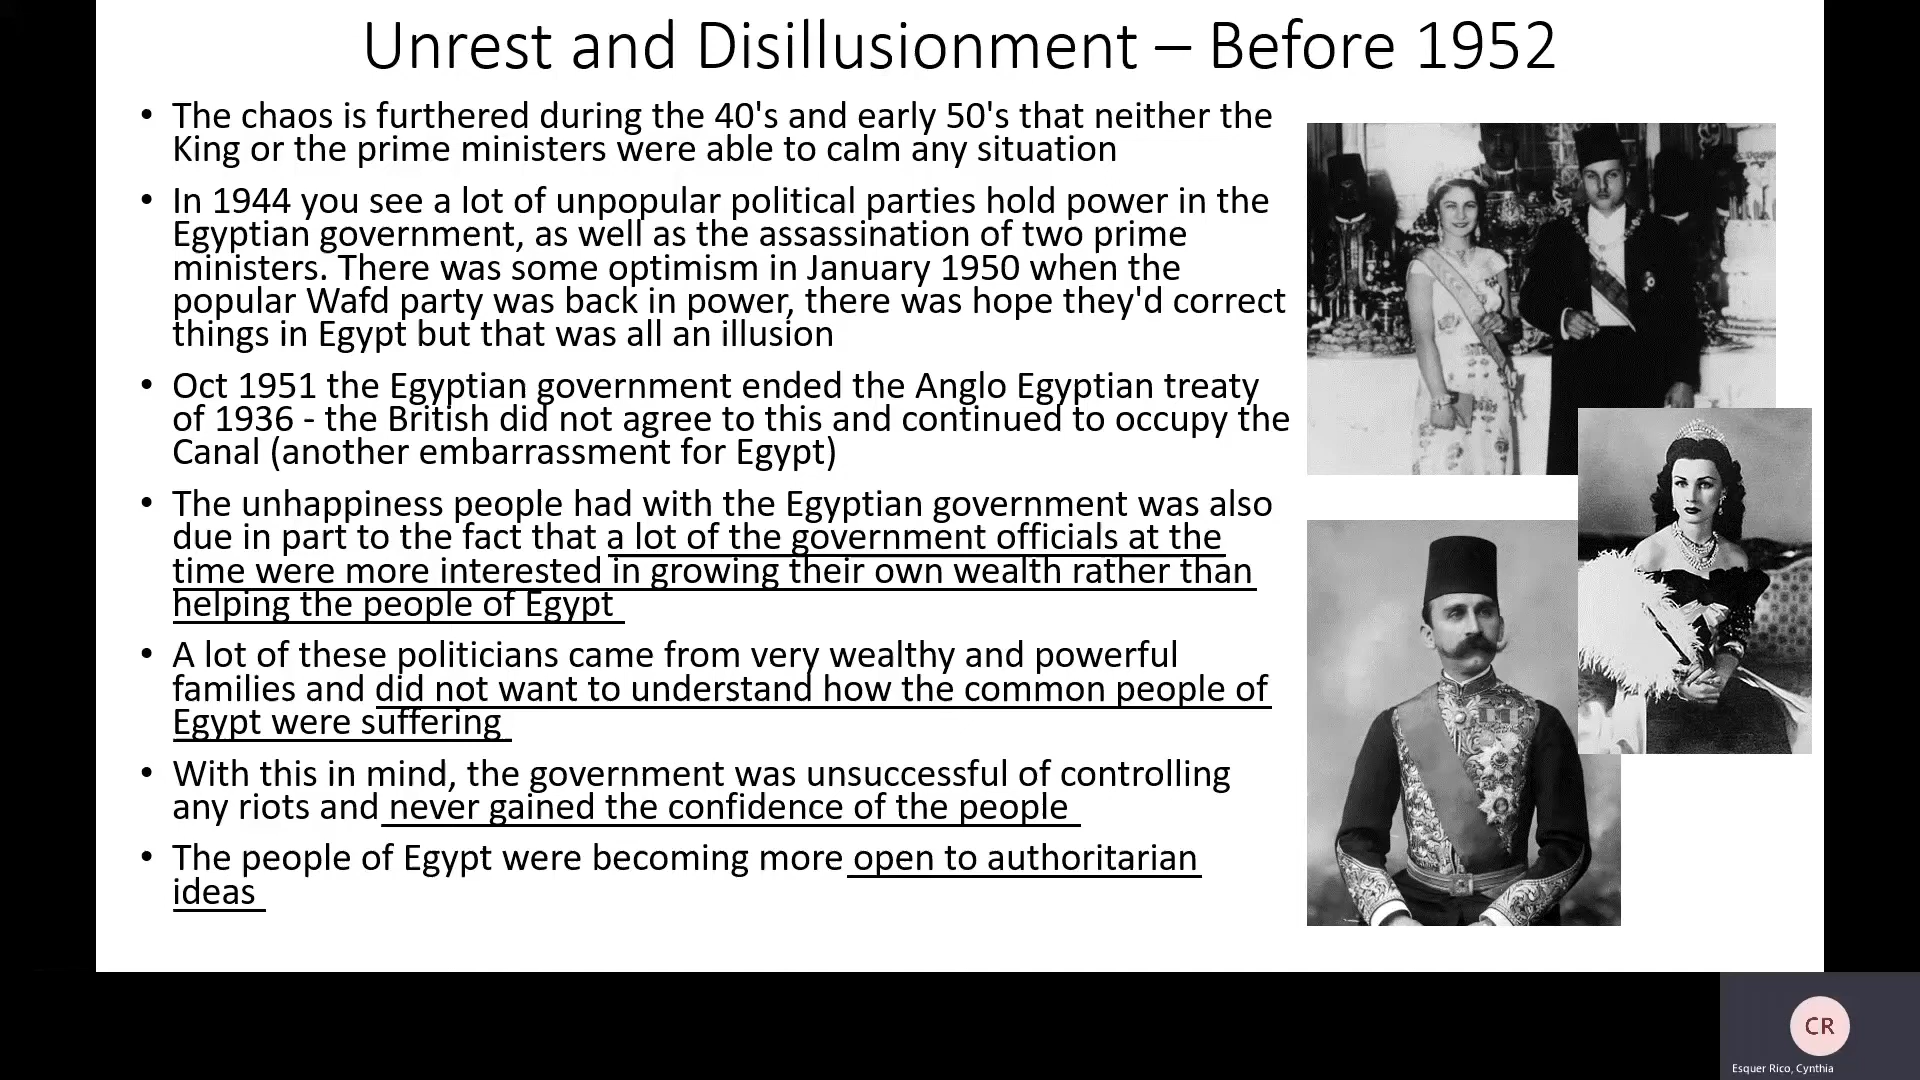 Unrest and Disillusionment – Before 1952
• The chaos is furthered during the 40's and early 50's that neither the
King or the prime ministers were able to calm any situation
• In 1944 you see a lot of unpopular political parties hold power in the
Egyptian government, as well as the assassination of two prime
ministers. There was some optimism in January 1950 when the
popular Wafd party was back in power, there was hope they'd correct
things in Egypt but that was all an illusion
• Oct 1951 the Egyptian government ended the Anglo Egyptian treaty
of 1936 - the British did not agree to this and continued to occupy the
Canal (another embarrassment for Egypt)
• The unhappiness people had with the Egyptian government was also
due in part to the fact that a lot of the government officials at the
time were more interested in growing their own wealth rather than
helping the people of Egypt
• A lot of these politicians came from very wealthy and powerful
families and did not want to understand how the common people of
Egypt were suffering
• With this in mind, the government was unsuccessful of controlling
any riots and never gained the confidence of the people
• The people of Egypt were becoming more open to authoritarian
ideas
CR
Esquer Rico, Cynthia